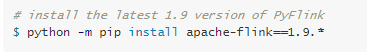 # install the latest 1.9 version of PyFlink
$ python -m pip install apache-flink==1.9.*